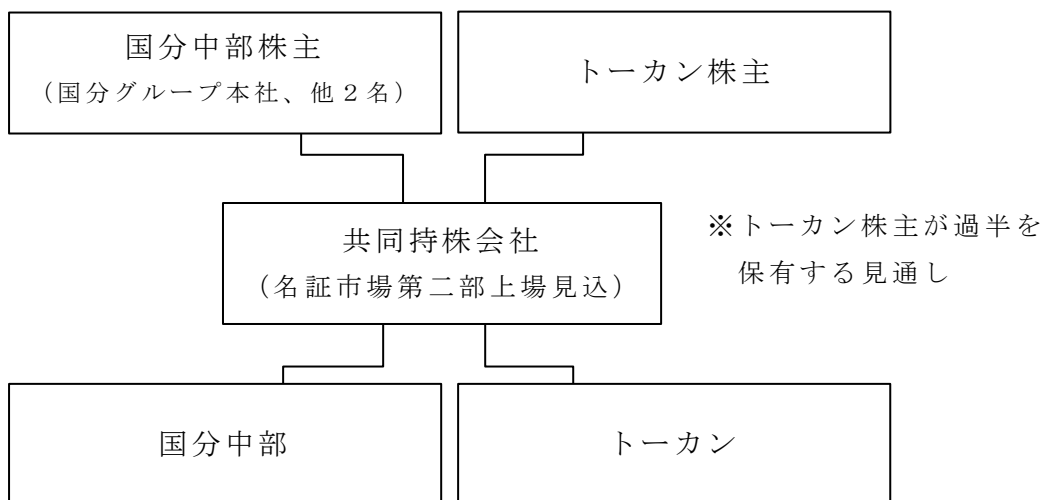 国分中部株主
（国分グループ本社、他２名）
トーカン株主
共同持株会社
（名証市場第二部上場見込）
※トーカン株主が過半を
保有する見通し
国分中部
トーカン